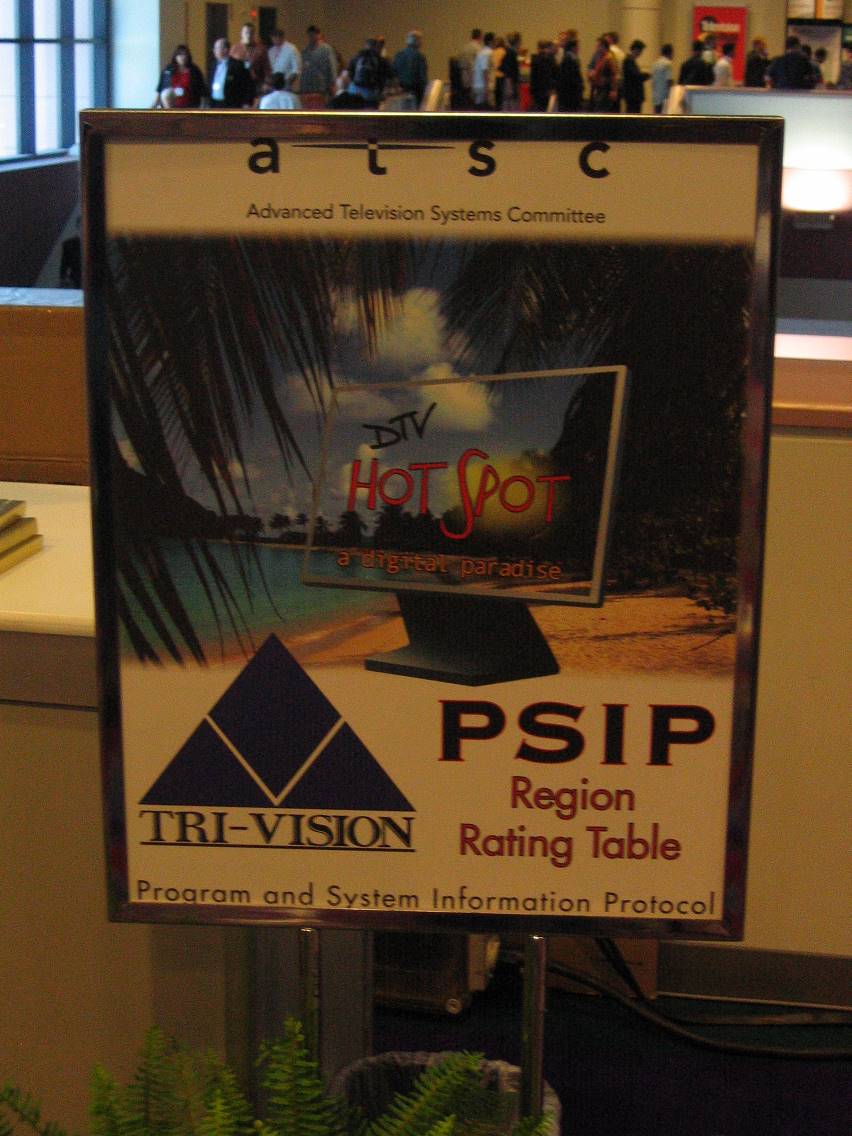 atsc
Advanced Television Systems Committee
DTV
HOT SPOT
a digital paradise
TRI-VISION
PSIP
Region
Rating Table
Program and System Information Protocol